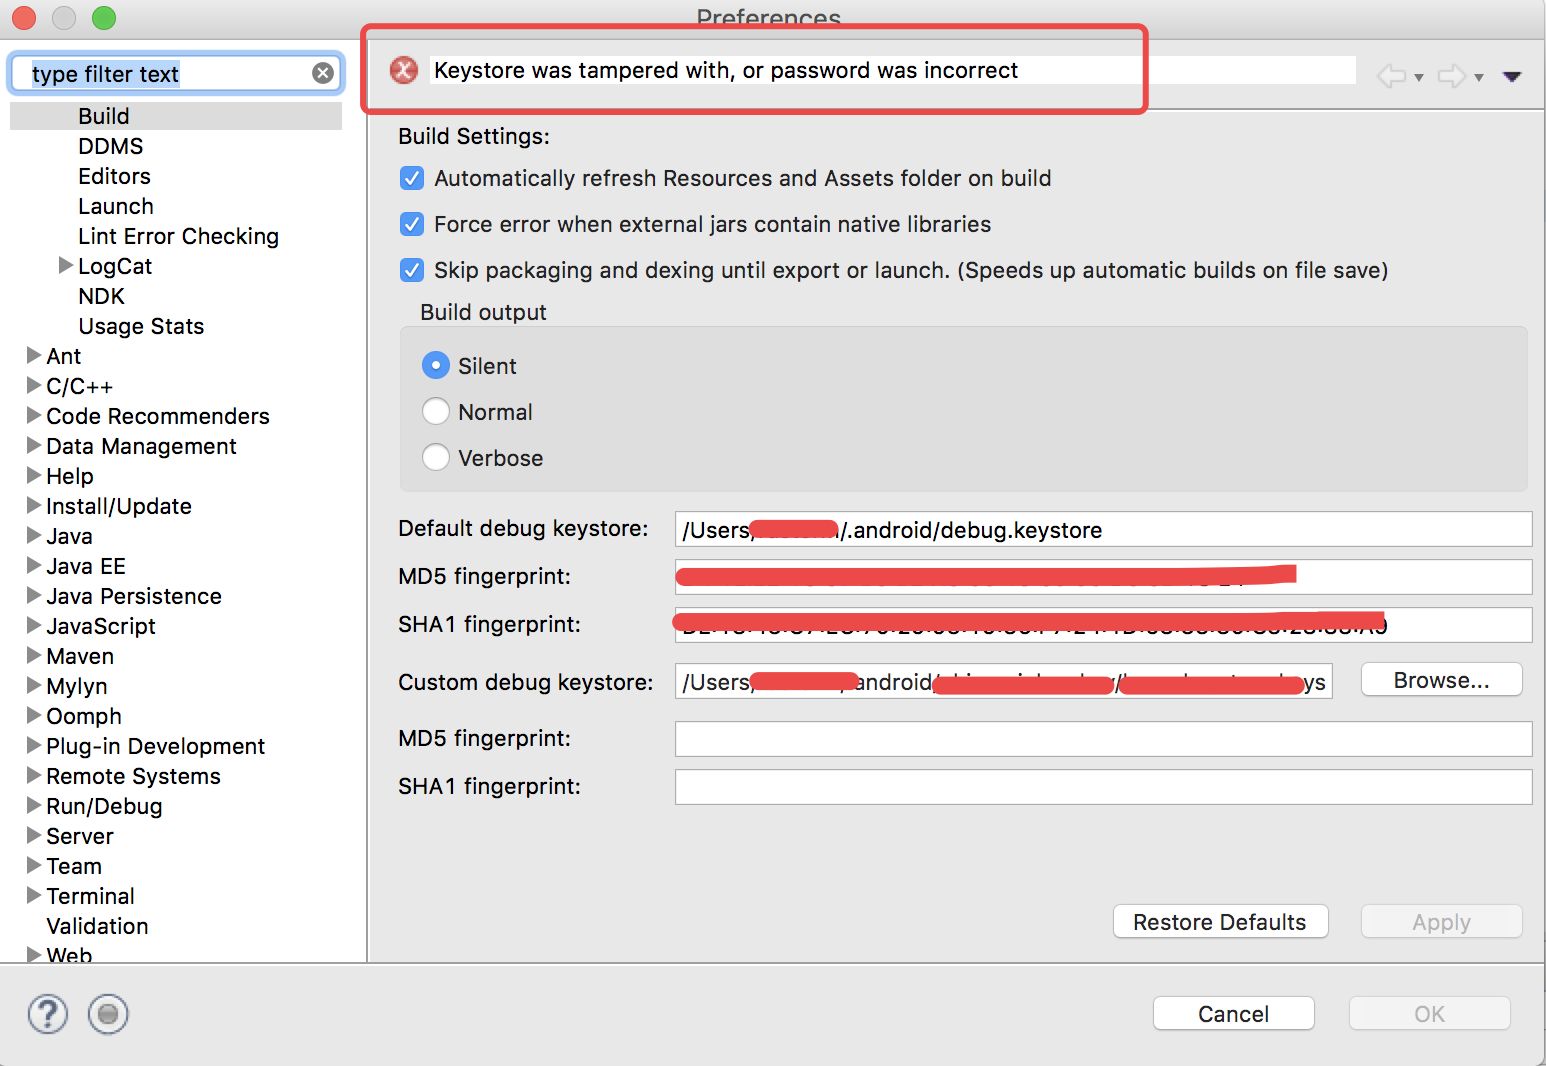 Preferences
type filter text
Keystore was tampered with, or password was incorrect
Build
DDMS
Editors
Launch
Lint Error Checking
LogCat
NDK
Usage Stats
Ant
C/C++
Code Recommenders
Data Management
Help
Install/Update
Java
Java EE
Java Persistence
JavaScript
Maven
Mylyn
Oomph
Plug-in Development
Remote Systems
Run/Debug
Server
Team
Terminal
Validation
Web
Build Settings:
Automatically refresh Resources and Assets folder on build
Force error when external jars contain native libraries
Skip packaging and dexing until export or launch. (Speeds up automatic builds on file save)
Build output
Silent
Normal
Verbose
Default debug keystore: /Users/ /.android/debug.keystore
MD5 fingerprint:
SHA1 fingerprint:
Custom debug keystore: /Users/ android/ / ys Browse...
MD5 fingerprint:
SHA1 fingerprint:
Restore Defaults Apply
Cancel OK